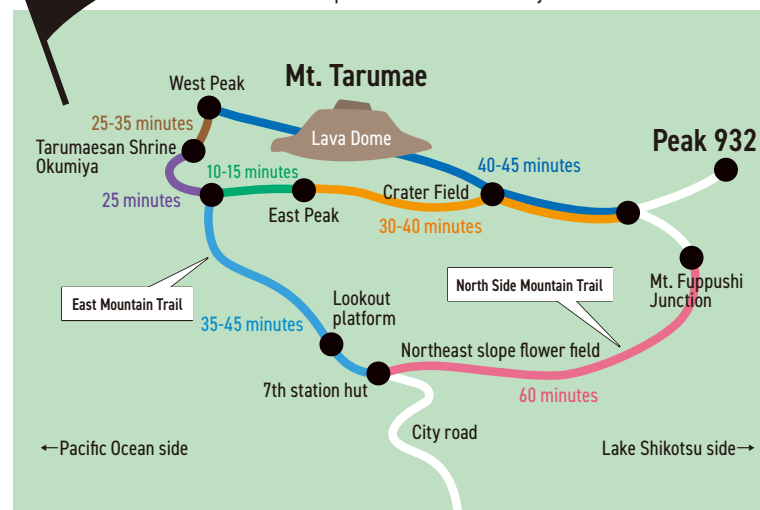 West Peak
Mt. Tarumae
25-35 minutes
Lava Dome
Tarumaesan Shrine
Okumiya
Peak 932
40-45 minutes
10-15 minutes
25 minutes
Crater Field
East Peak
30-40 minutes
North Side Mountain Trail
Mt. Fuppushi
Junction
East Mountain Trail
Lookout
platform
35-45 minutes
Northeast slope flower field
7th station hut
60 minutes
City road
←Pacific Ocean side
Lake Shikotsu side→